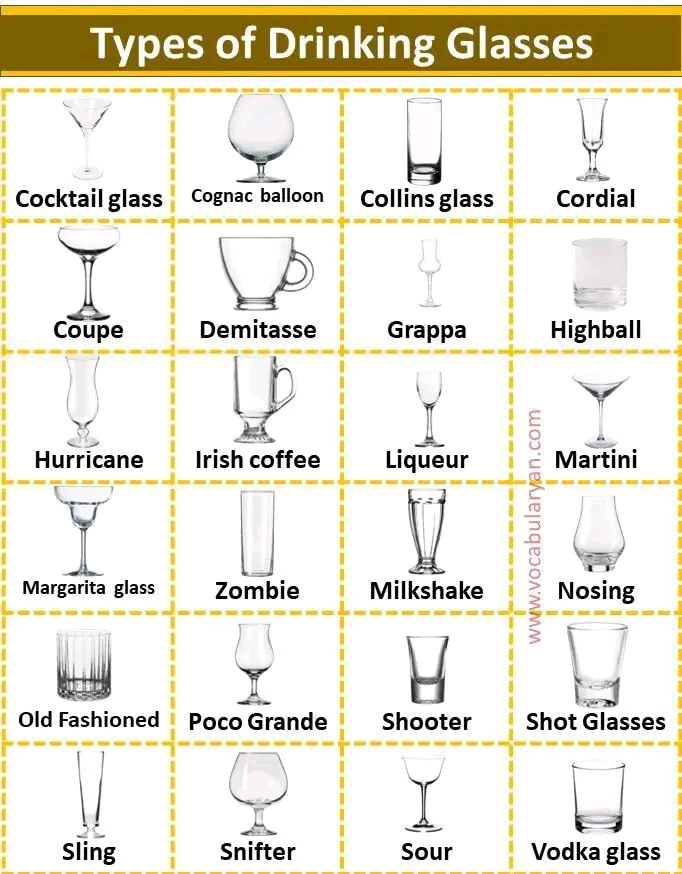 Types of Drinking Glasses
Cocktail glass
Cognac balloon
Collins glass
Cordial
Coupe
Demitasse
Grappa
Highball
Hurricane
Irish coffee
Liqueur
Martini
Margarita glass
Zombie
Milkshake
Nosing
www.vocabularyan.com
Old Fashioned
Poco Grande
Shooter
Shot Glasses
Sling
Snifter
Sour
Vodka glass